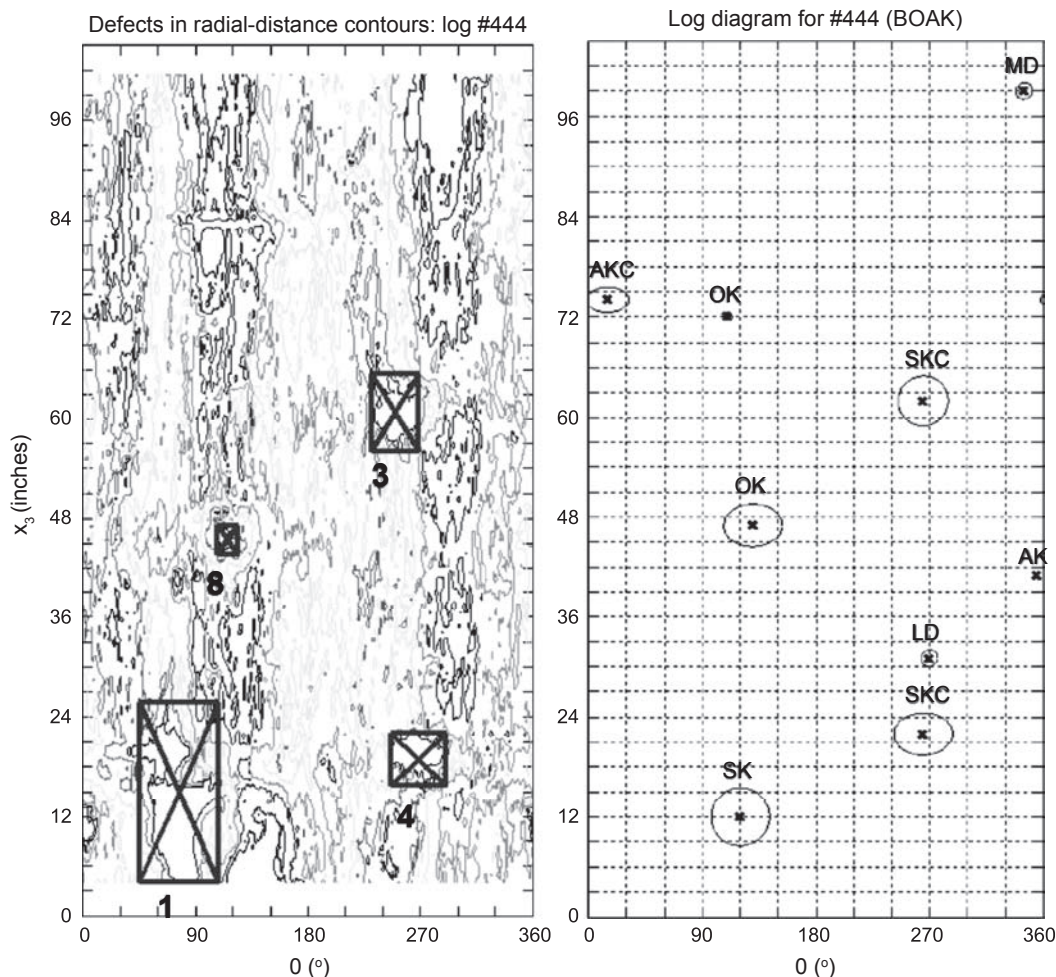 Defects in radial-distance contours: log #444
96
84
72
60
48
36
24
12
0
x3 (inches)
3
8
4
1
0 90 180 270 360
0 (o)
Log diagram for #444 (BOAK)
MD
96
84
AKC
OK
72
SKC
60
OK
48
AK
36
LD
SKC
24
SK
12
0
0 90 180 270 360
0 (o)